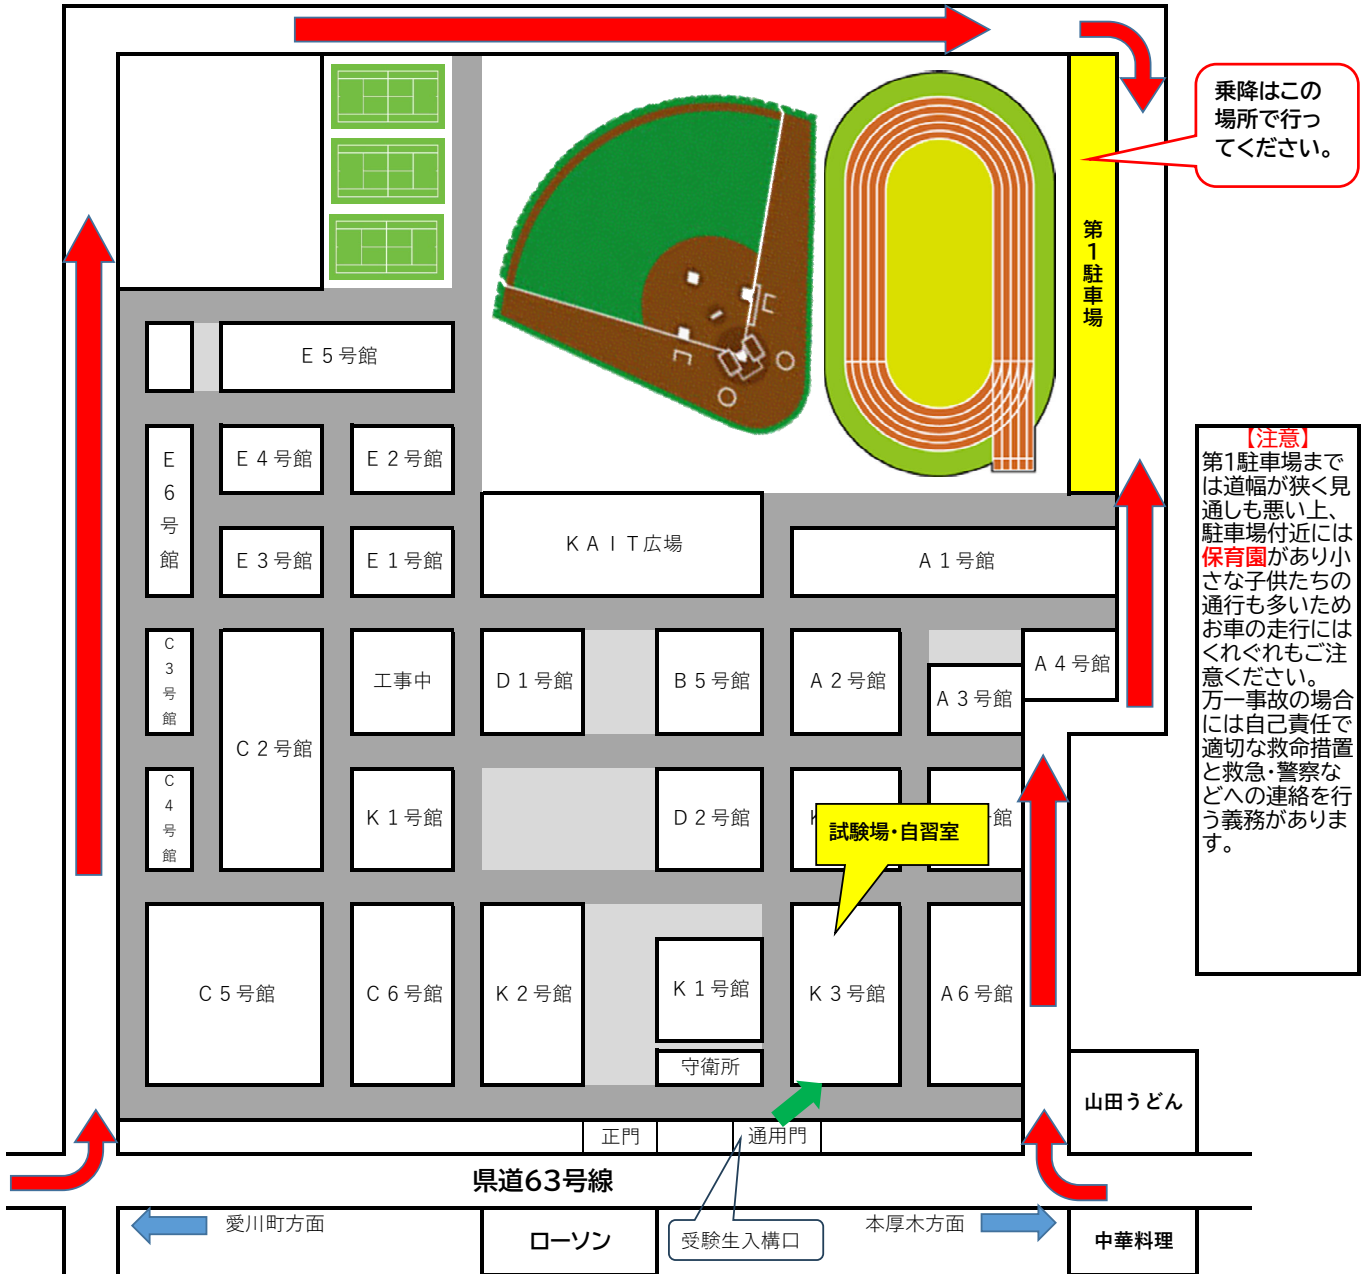 乗降はこの
場所で行っ
てください。
第1駐車場
Ｅ５号館
Ｅ６号館
Ｅ４号館
Ｅ２号館
Ｅ３号館
Ｅ１号館
ＫＡＩＴ広場
Ａ１号館
【注意】
第1駐車場まで
は道幅が狭く見
通しも悪い上、
駐車場付近には
保育園があり小
さな子供たちの
通行も多いため
お車の走行には
くれぐれもご注
意ください。
万一事故の場合
には自己責任で
適切な救命措置
と救急・警察な
どへの連絡を行
う義務がありま
す。
Ｃ３号館
Ｃ２号館
工事中
Ｄ１号館
Ｂ５号館
Ａ２号館
Ａ３号館
Ａ４号館
Ｃ４号館
Ｋ１号館
Ｄ２号館
試験場・自習室
館
Ｃ５号館
Ｃ６号館
Ｋ２号館
Ｋ１号館
守衛所
Ｋ３号館
Ａ６号館
山田うどん
正門
通用門
県道63号線
愛川町方面
ローソン
受験生入構口
本厚木方面
中華料理